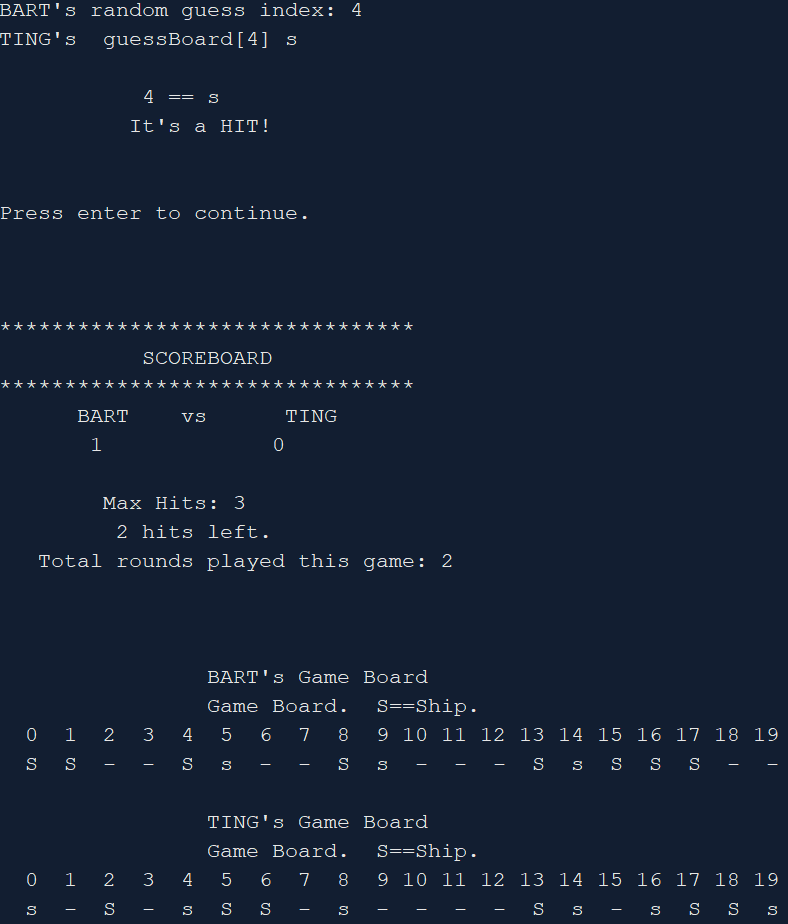 BART's random guess index: 4
TING's  guessBoard[4] s
4 == s
It's a HIT!
Press enter to continue.
********************************
SCOREBOARD
********************************
BART    vs      TING
1             0
Max Hits: 3
2 hits left.
Total rounds played this game: 2
BART's Game Board
Game Board.  S==Ship.
0  1  2  3  4  5  6  7  8  9 10 11 12 13 14 15 16 17 18 19
S  S  -  -  S  s  -  -  S  s  -  -  -  S  s  S  S  S  -  -
TING's Game Board
Game Board.  S==Ship.
0  1  2  3  4  5  6  7  8  9 10 11 12 13 14 15 16 17 18 19
s  -  S  -  s  S  S  -  s  -  -  -  -  S  s  -  s  S  S  s